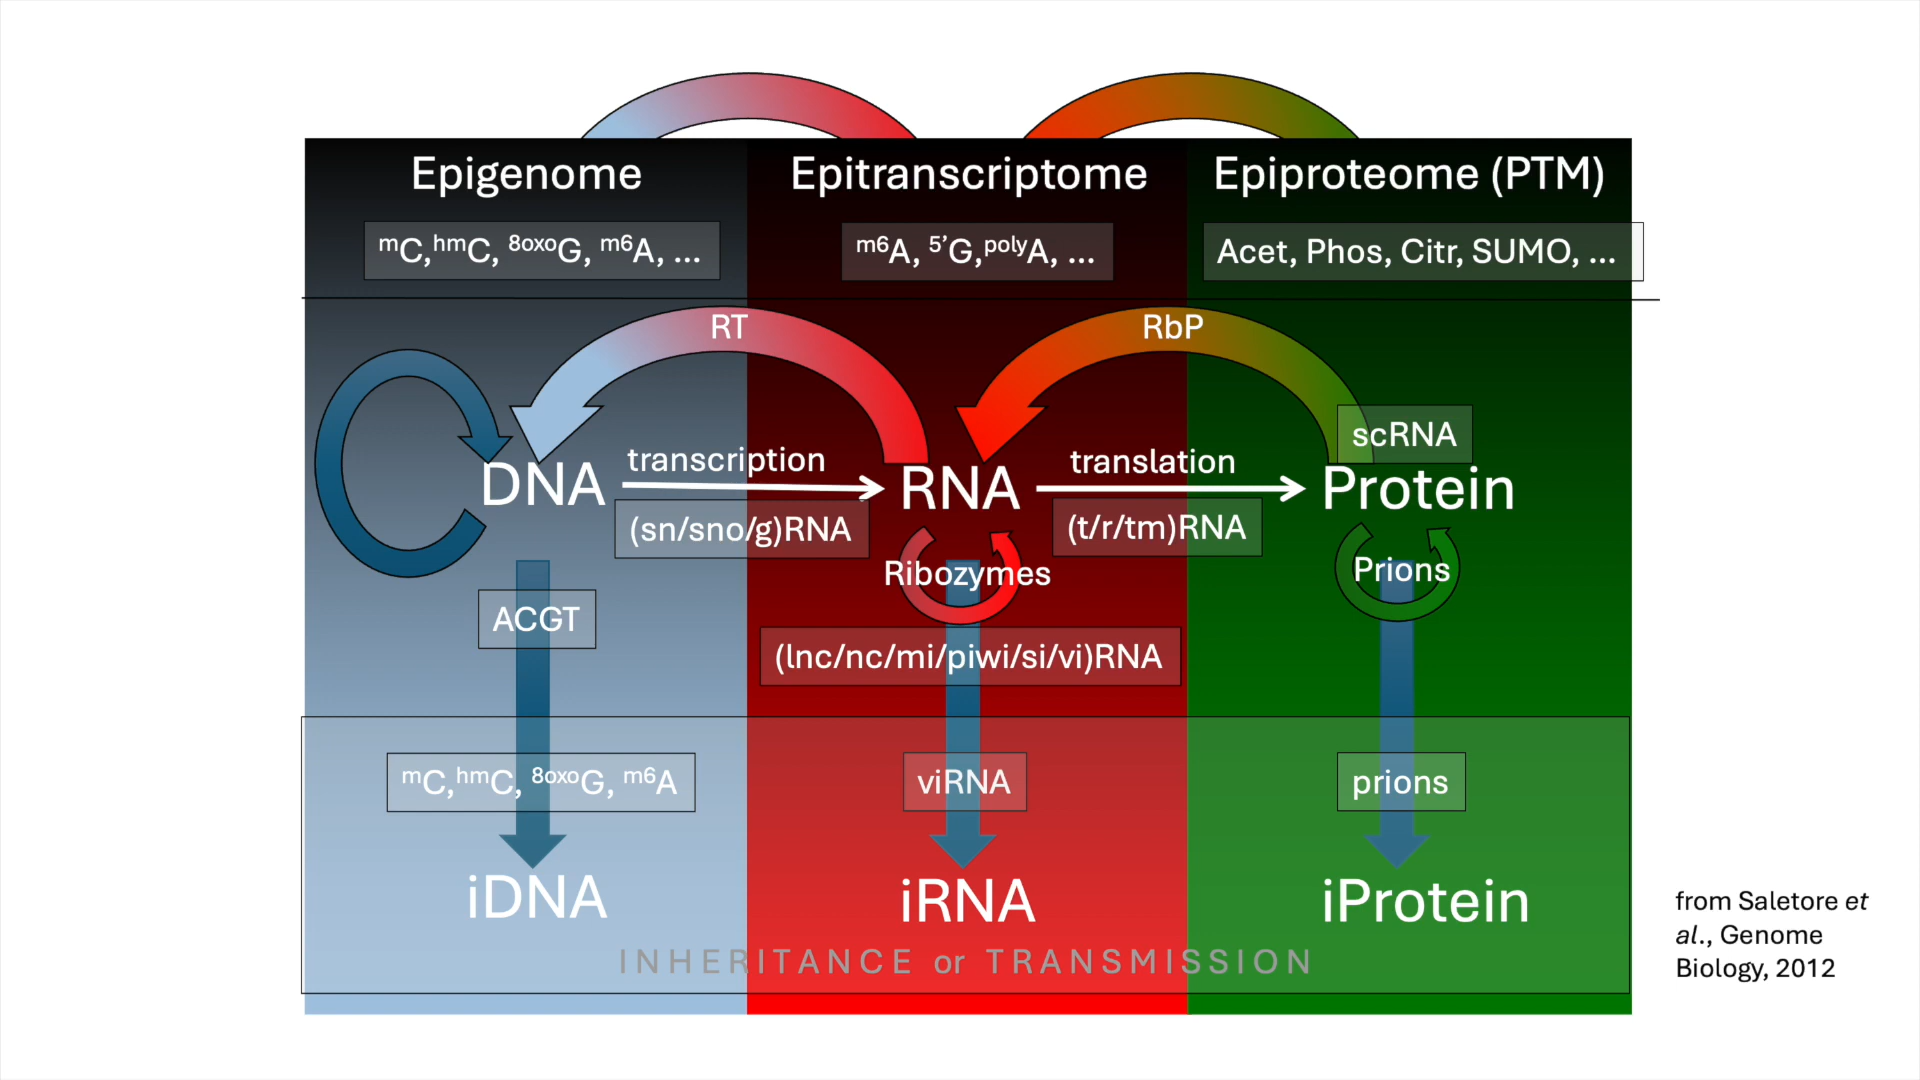 Epigenome
Epitranscriptome
Epiproteome (PTM)
ᵐC,ʰᵐC, ⁸ᵒˣᵒG, ᵐ⁶A, ...
ᵐ⁶A, ⁵’G,ᵖᵒˡʸA, ...
Acet, Phos, Citr, SUMO, ...
RT
RbP
scRNA
transcription
translation
DNA
RNA
Protein
(sn/sno/g)RNA
(t/r/tm)RNA
Ribozymes
Prions
ACGT
(lnc/nc/mi/piwi/si/vi)RNA
ᵐC,ʰᵐC, ⁸ᵒˣᵒG, ᵐ⁶A
viRNA
prions
iDNA
iRNA
iProtein
INHERITANCE or TRANSMISSION
from Saletore et
al., Genome
Biology, 2012